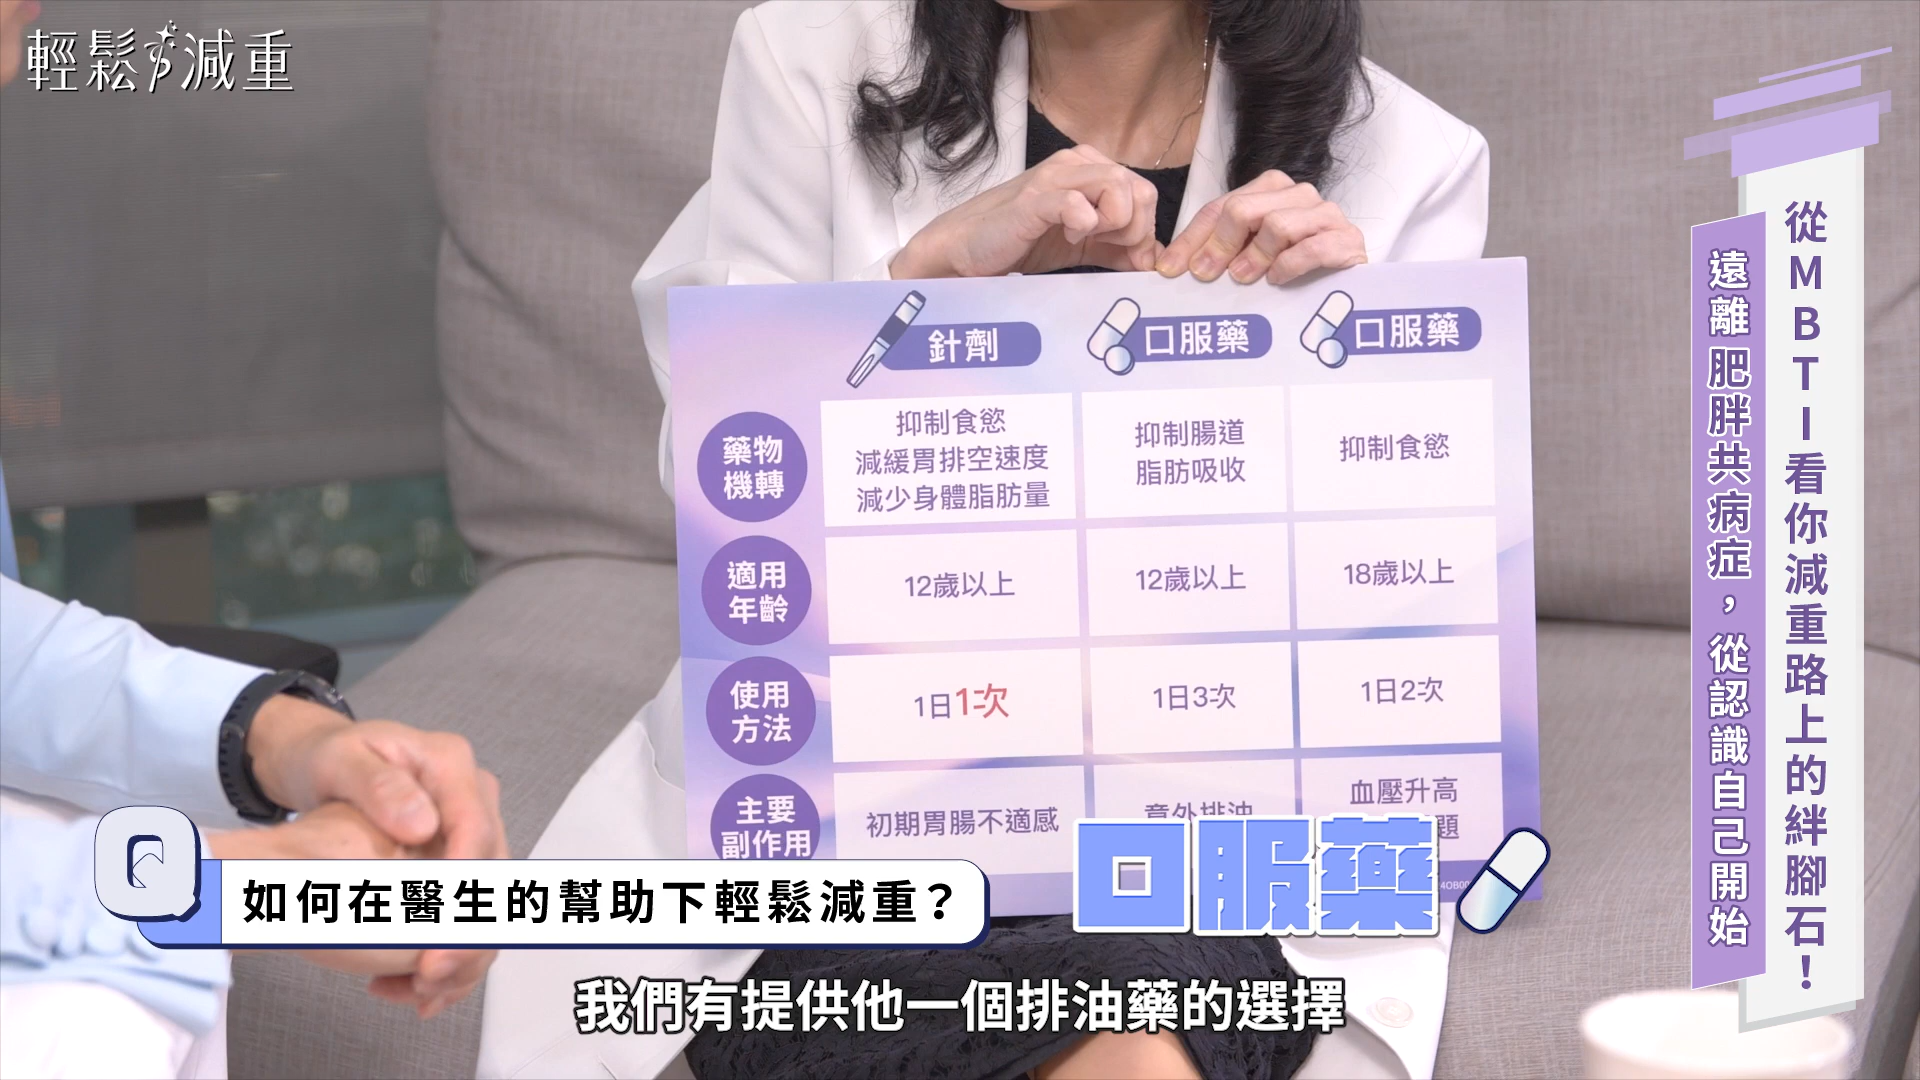 輕鬆減重
從MBTI看你減重路上的絆腳石！
遠離 肥胖共病症，從認識自己開始
針劑
口服藥
口服藥
藥物
機轉
抑制食慾
減緩胃排空速度
減少身體脂肪量
抑制腸道
脂肪吸收
抑制食慾
適用
年齡
12歲以上
12歲以上
18歲以上
使用
方法
1日1次
1日3次
1日2次
主要
副作用
初期胃腸不適感
意外排油
血壓升高
題
Q
如何在醫生的幫助下輕鬆減重？
口服藥
我們有提供他一個排油藥的選擇